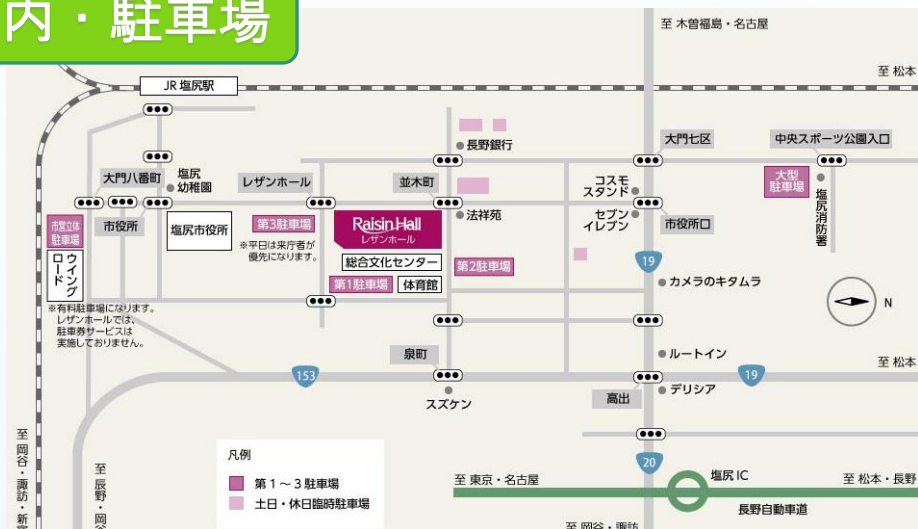 内・駐車場
至 木曽福島・名古屋
至 松本
JR 塩尻駅
長野銀行
大門七区
中央スポーツ公園入口
大門八番町
塩尻
幼稚園
レザンホール
並木町
コスモ
スタンド
大型
駐車場
塩尻消防署
市営立体
駐車場
市役所
塩尻市役所
第3駐車場
※平日は来庁者が
優先になります。
Raisin Hall
レザンホール
法祥苑
セブン
イレブン
市役所口
総合文化センター
第2駐車場
19
ウイング
ロード
第1駐車場
体育館
カメラのキタムラ
N
※有料駐車場になります。
レザンホールでは、
駐車券サービスは
実施しておりません。
泉町
ルートイン
至 松本
153
19
スズケン
高出
デリシア
至 岡谷・諏訪・新宿
至 辰野・岡谷
凡例
第1～3駐車場
土日・休日臨時駐車場
20
至 東京・名古屋
塩尻 IC
至 松本・長野
長野自動車道
至 岡谷・諏訪